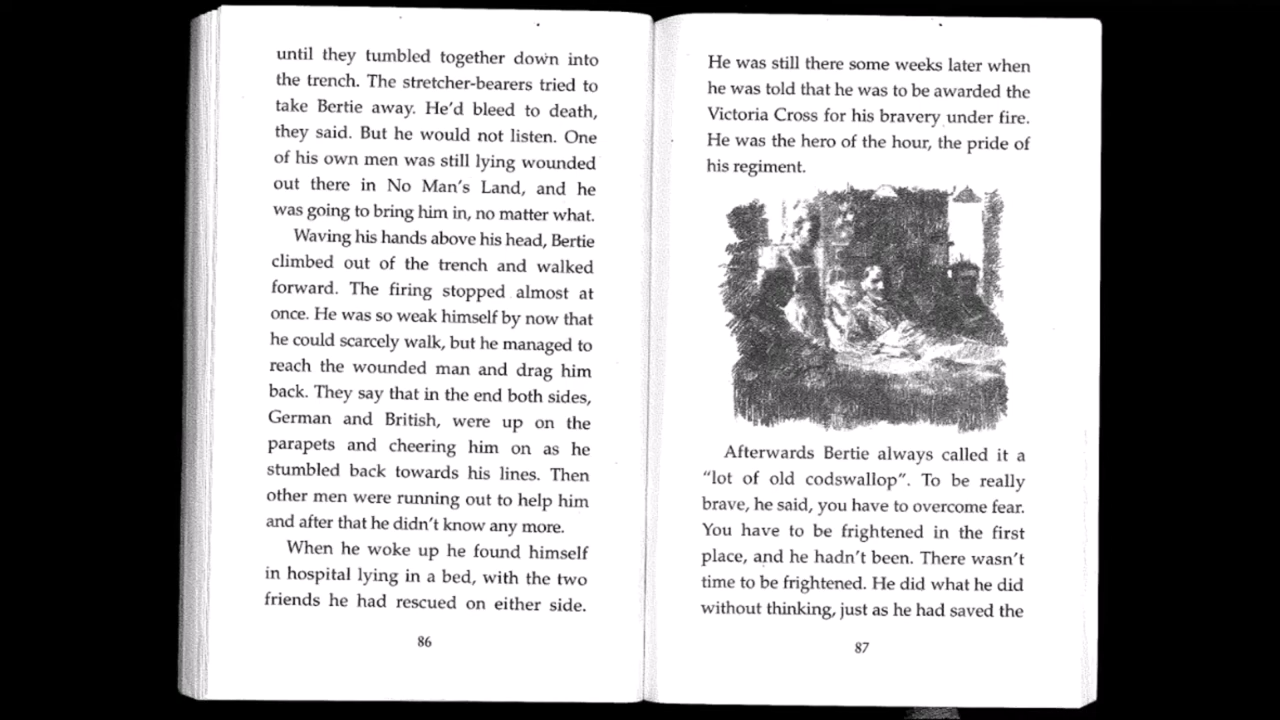 until they tumbled together down into
the trench. The stretcher-bearers tried to
take Bertie away. He'd bleed to death,
they said. But he would not listen. One
of his own men was still lying wounded
out there in No Man's Land, and he
was going to bring him in, no matter what.
Waving his hands above his head, Bertie
climbed out of the trench and walked
forward. The firing stopped almost at
once. He was so weak himself by now that
he could scarcely walk, but he managed to
reach the wounded man and drag him
back. They say that in the end both sides,
German and British, were up on the
parapets and cheering him on as he
stumbled back towards his lines. Then
other men were running out to help him
and after that he didn't know any more.
When he woke up he found himself
in hospital lying in a bed, with the two
friends he had rescued on either side.
86
He was still there some weeks later when
he was told that he was to be awarded the
Victoria Cross for his bravery under fire.
He was the hero of the hour, the pride of
his regiment.
Afterwards Bertie always called it a
"lot of old codswallop". To be really
brave, he said, you have to overcome fear.
You have to be frightened in the first
place, and he hadn't been. There wasn't
time to be frightened. He did what he did
without thinking, just as he had saved the
87